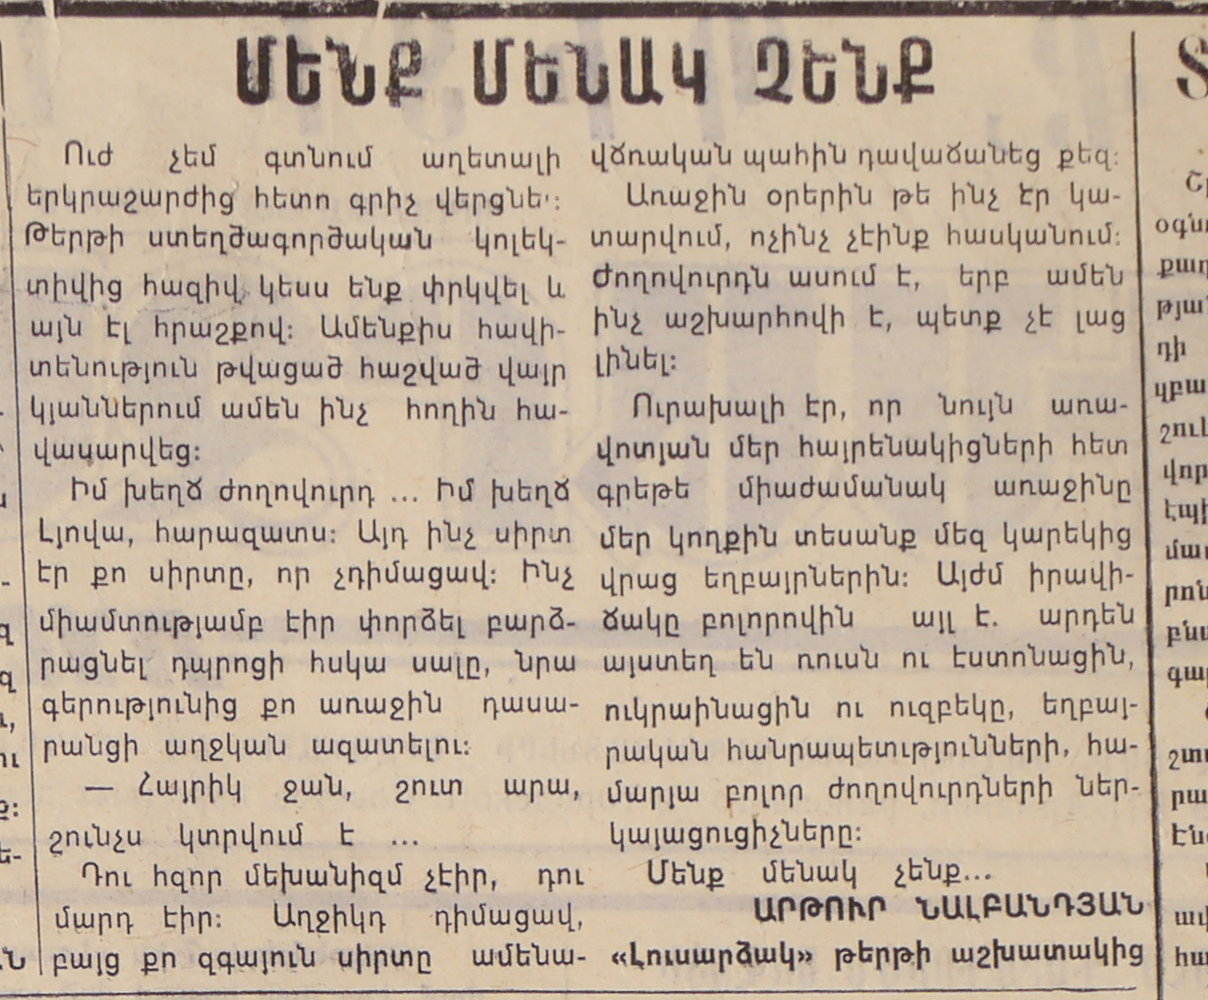 ՄԵՆՔ ՄԵՆԱԿ ՉԵՆՔ
Ուժ չեմ գտնում աղետալի
երկրաշարժից հետո գրիչ վերցնե՛։
Թերթի ստեղծագործական կոլեկ-
տիվից հազիվ կեսս ենք փրկվել և
այն էլ հրաշքով։ Ամենքիս հավի-
տենություն թվացած հաշված վայր
կյաններում ամեն ինչ հողին հա-
վասարվեց։
Իմ խեղճ ժողովուրդ ... Իմ խեղճ
Լյովա, հարազատս։ Այդ ինչ սիրտ
էր քո սիրտը, որ չդիմացավ։ Ինչ
միամտությամբ էիր փորձել բարձ-
րացնել դպրոցի հսկա սալը, նրա
գերությունից քո առաջին դասա-
րանցի աղջկան ազատելու։
— Հայրիկ ջան, շուտ արա,
շունչս կտրվում է ...
Դու հզոր մեխանիզմ չէիր, դու
մարդ էիր։ Աղջիկդ դիմացավ,
բայց քո զգայուն սիրտը ամենա-
վճռական պահին դավաճանեց քեզ։
Առաջին օրերին թե ինչ էր կա-
տարվում, ոչինչ չէինք հասկանում։
Ժողովուրդն ասում է, երբ ամեն
ինչ աշխարհովի է, պետք չէ լաց
լինել։
Ուրախալի էր, որ նույն առա-
վոտյան մեր հայրենակիցների հետ
գրեթե միաժամանակ առաջինը
մեր կողքին տեսանք մեզ կարեկից
վրաց եղբայրներին։ Այժմ իրավի-
ճակը բոլորովին այլ է. արդեն
այստեղ են ռուսն ու էստոնացին,
ուկրաինացին ու ուզբեկը, եղբայ-
րական հանրապետւթյունների, հա-
մարյա բոլոր ժողովուրդների ներ-
կայացուցիչները։
Մենք մենակ չենք...
ԱՐԹՈՒՐ ՆԱԼԲԱՆԴՅԱՆ
«Լուսարձակ» թերթի աշխատակից